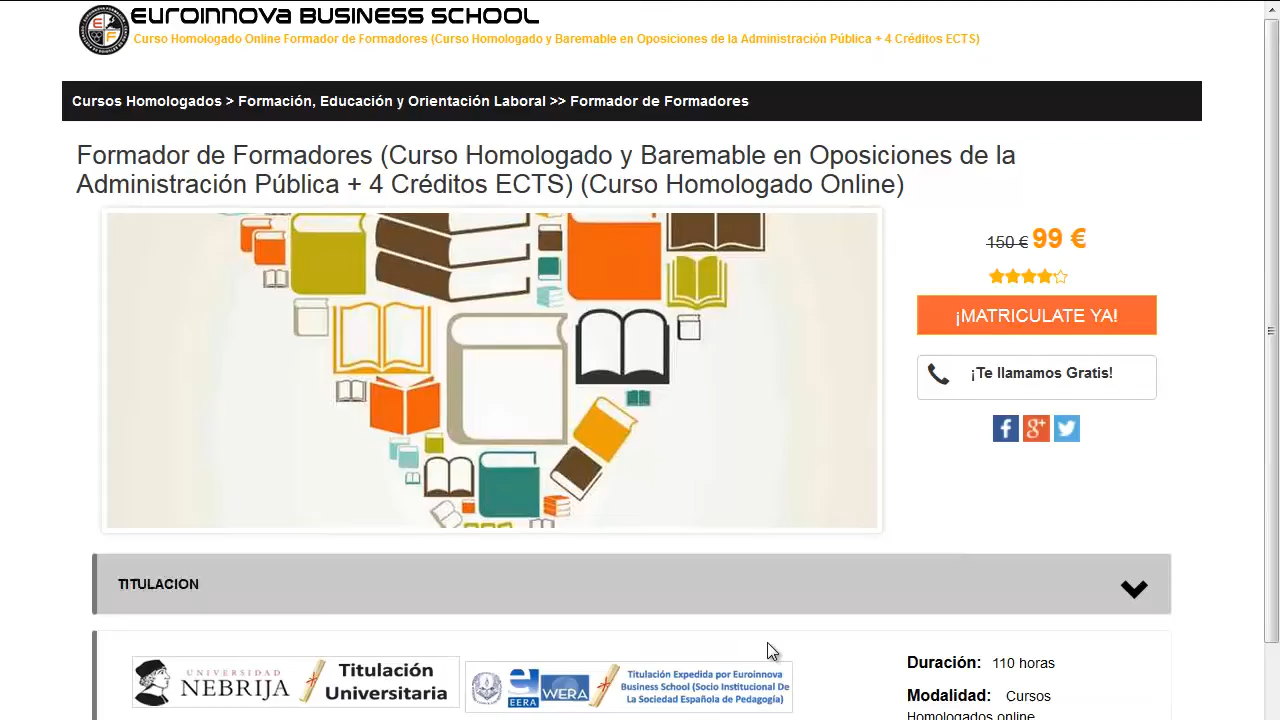 EUROINNOVA BUSINESS SCHOOL
Curso Homologado Online Formador de Formadores (Curso Homologado y Baremable en Oposiciones de la Administración Pública + 4 Créditos ECTS)
Cursos Homologados > Formación, Educación y Orientación Laboral >> Formador de Formadores
Formador de Formadores (Curso Homologado y Baremable en Oposiciones de la
Administración Pública + 4 Créditos ECTS) (Curso Homologado Online)
150 € 99 €
¡MATRICULATE YA!
¡Te llamamos Gratis!
TITULACION
UNIVERSIDAD
NEBRIJA
Titulación
Universitaria
EERA
WERA
Titulación Expedida por Euroinnova
Business School (Socio Institucional De
La Sociedad Española de Pedagogía)
Duración: 110 horas
Modalidad: Cursos
Homologados online